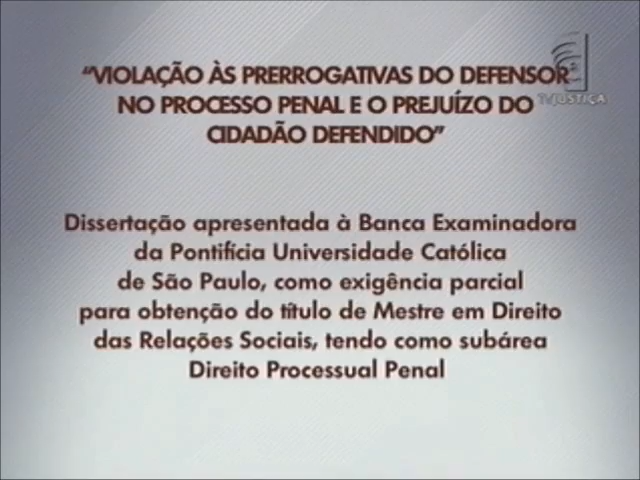 “VIOLAÇÃO ÀS PRERROGATIVAS DO DEFENSOR
NO PROCESSO PENAL E O PREJUÍZO DO
CIDADÃO DEFENDIDO”
TV JUSTIÇA
Dissertação apresentada à Banca Examinadora
da Pontifícia Universidade Católica
de São Paulo, como exigência parcial
para obtenção do título de Mestre em Direito
das Relações Sociais, tendo como subárea
Direito Processual Penal